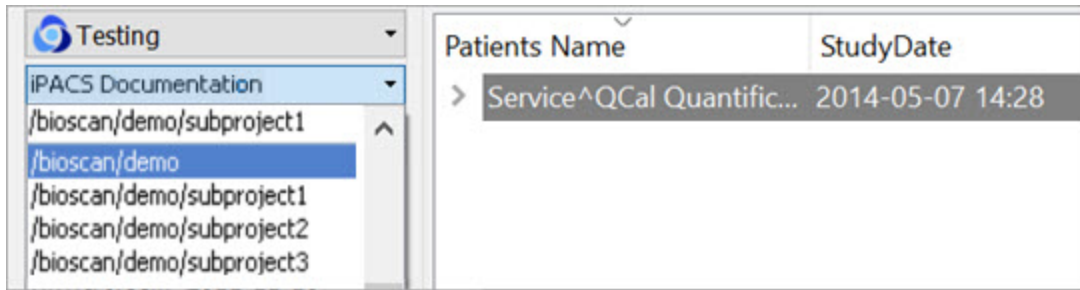 Testing
iPACS Documentation
/bioscan/demo/subproject1
/bioscan/demo
/bioscan/demo/subproject1
/bioscan/demo/subproject2
/bioscan/demo/subproject3
Patients Name StudyDate
Service^QCal Quantific... 2014-05-07 14:28